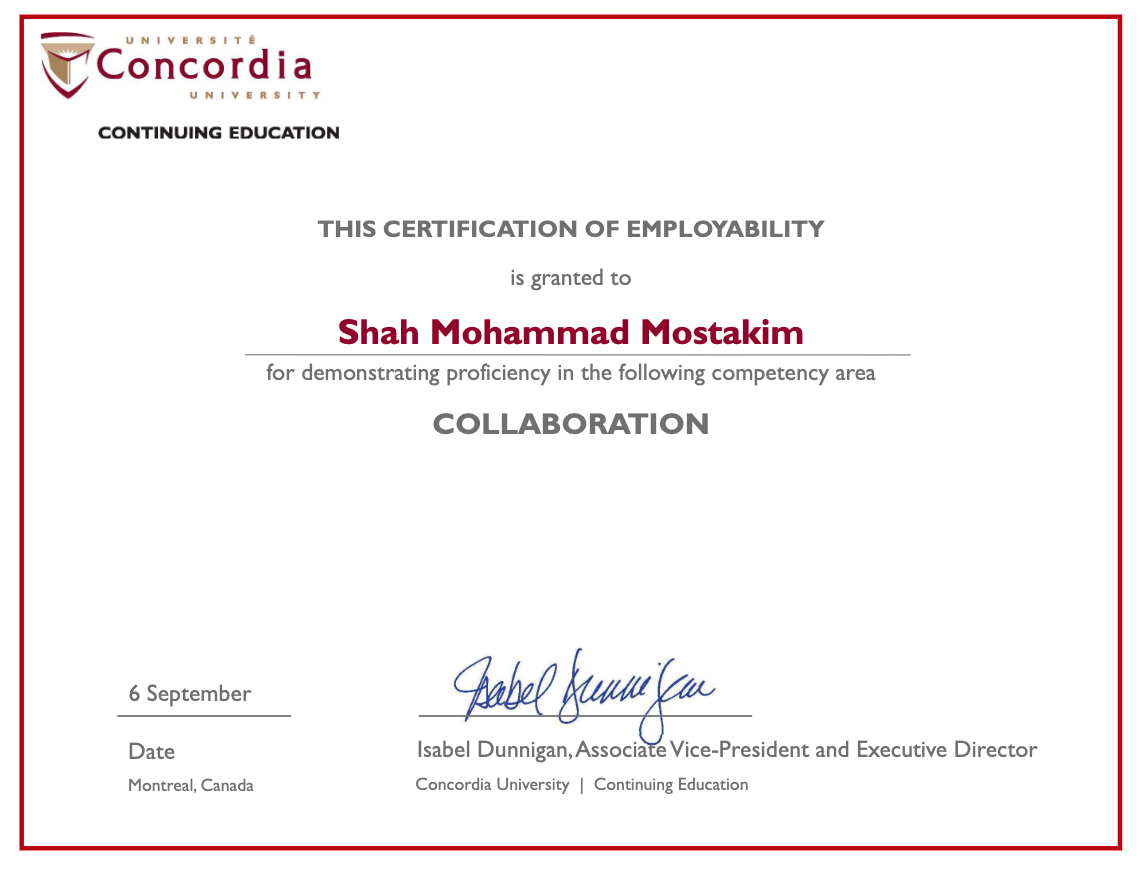 UNIVERSITÉ
Concordia
UNIVERSITY
CONTINUING EDUCATION
THIS CERTIFICATION OF EMPLOYABILITY
is granted to
Shah Mohammad Mostakim
for demonstrating proficiency in the following competency area
COLLABORATION
Isabel Dunnigan
6 September
Date
Isabel Dunnigan, Associate Vice-President and Executive Director
Montreal, Canada
Concordia University | Continuing Education